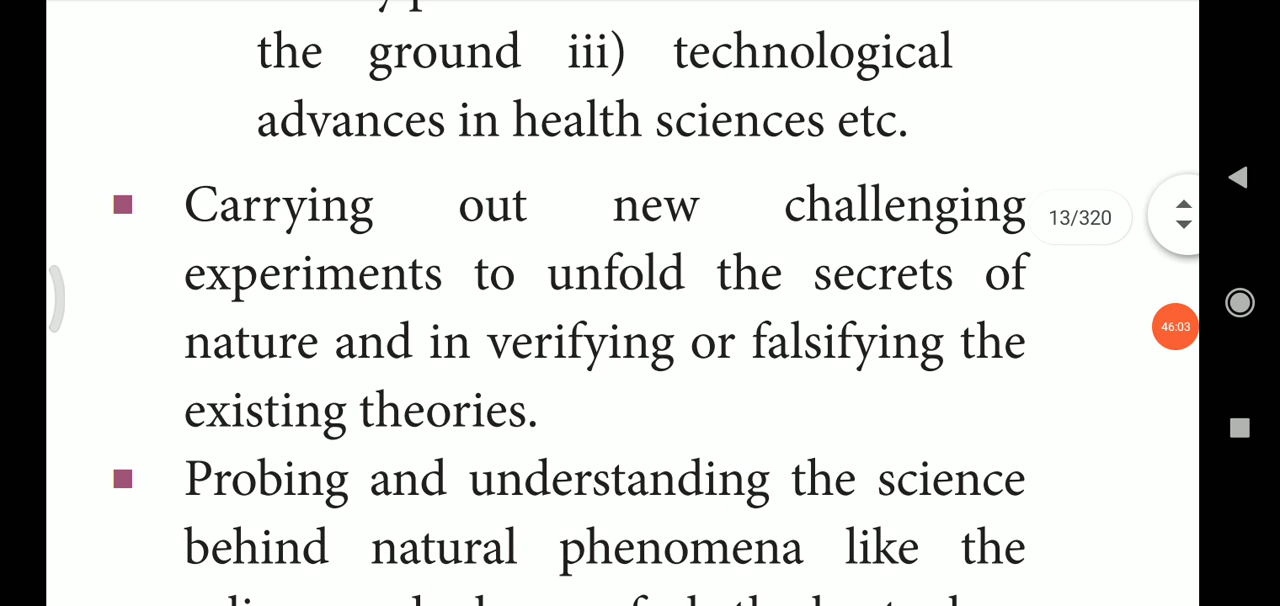 the ground iii) technological
advances in health sciences etc.
Carrying out new challenging
experiments to unfold the secrets of
nature and in verifying or falsifying the
existing theories.
Probing and understanding the science
behind natural phenomena like the
13/320
46:03